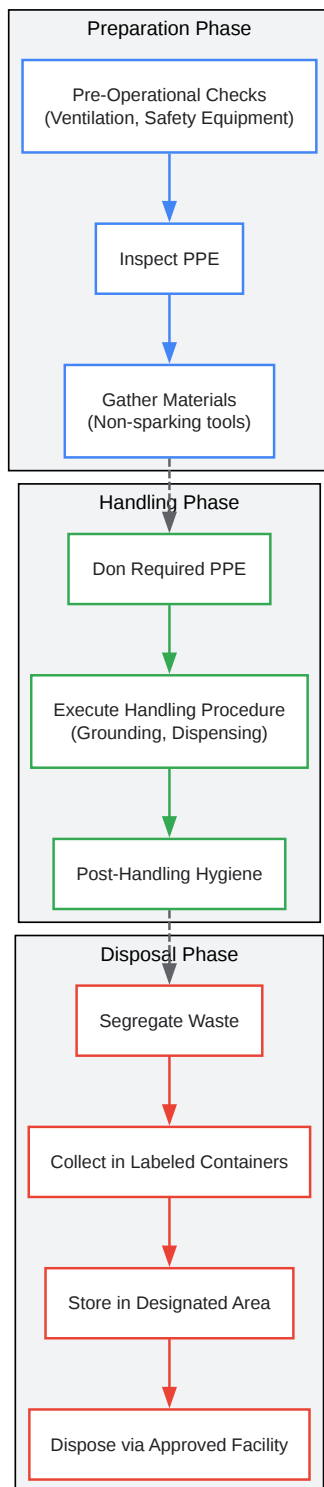 Preparation Phase
Pre-Operational Checks
(Ventilation, Safety Equipment)
Inspect PPE
Gather Materials
(Non-sparking tools)
Handling Phase
Don Required PPE
Execute Handling Procedure
(Grounding, Dispensing)
Post-Handling Hygiene
Disposal Phase
Segregate Waste
Collect in Labeled Containers
Store in Designated Area
Dispose via Approved Facility